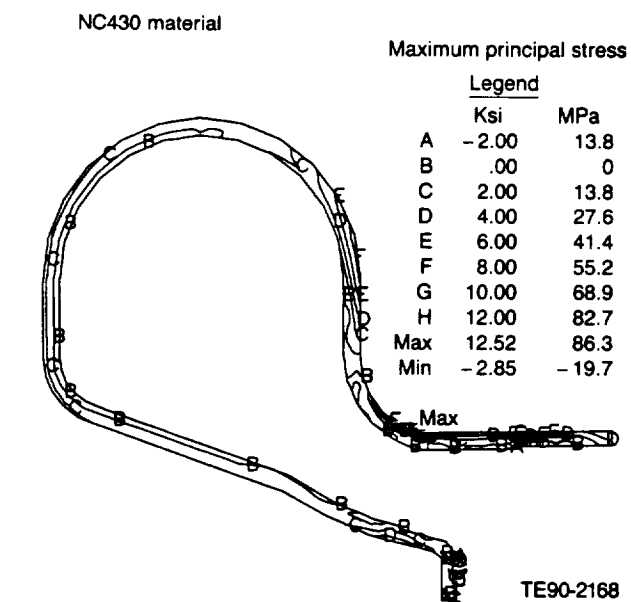 NC430 material
Maximum principal stress
Legend
Ksi MPa
A -2.00 13.8
B .00 0
C 2.00 13.8
D 4.00 27.6
E 6.00 41.4
F 8.00 55.2
G 10.00 68.9
H 12.00 82.7
Max 12.52 86.3
Min -2.85 -19.7
C B
B
C
B
C
B
C
B
B
B
B
C
D
E
D
B E
D
C
B
Max
TE90-2168